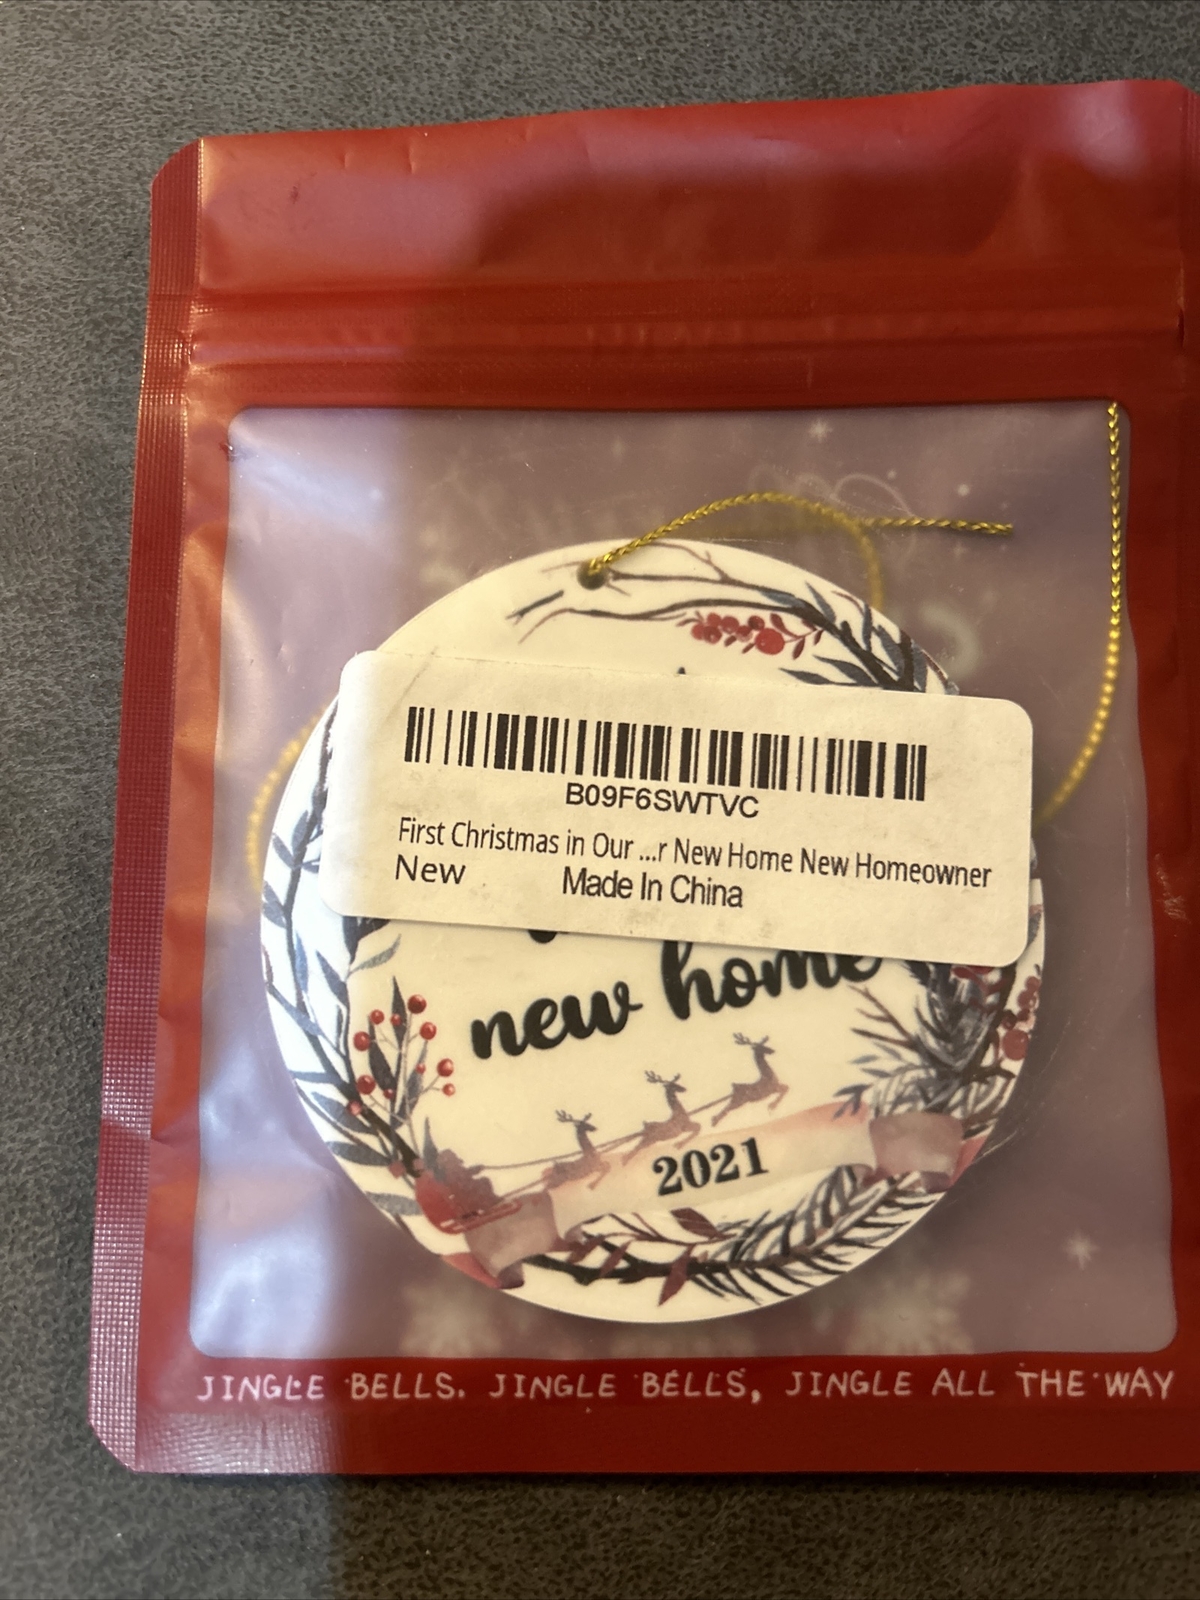 B09F6SWTVC
First Christmas in Our ...r New Home New Homeowner
New Made In China
new home
2021
JINGLE BELLS. JINGLE BELLS, JINGLE ALL THE WAY